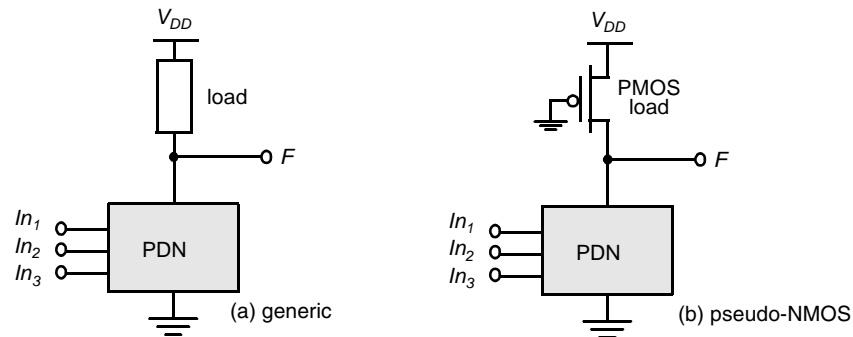 V_DD
load
F
In_1
In_2
In_3
PDN
(a) generic
V_DD
PMOS
load
F
In_1
In_2
In_3
PDN
(b) pseudo-NMOS